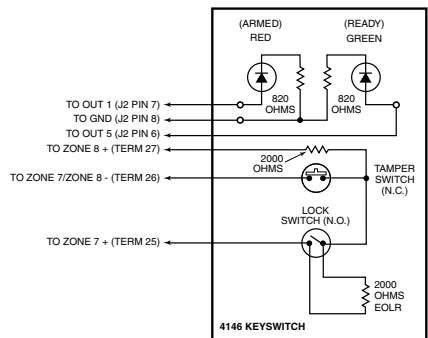 (ARMED)
RED
(READY)
GREEN
820
OHMS
820
OHMS
TO OUT 1 (J2 PIN 7)
TO GND (J2 PIN 8)
TO OUT 5 (J2 PIN 6)
TO ZONE 8 + (TERM 27)
2000
OHMS
TO ZONE 7/ZONE 8 - (TERM 26)
TAMPER
SWITCH
(N.C.)
LOCK
SWITCH (N.O.)
TO ZONE 7 + (TERM 25)
2000
OHMS
EOLR
4146 KEYSWITCH